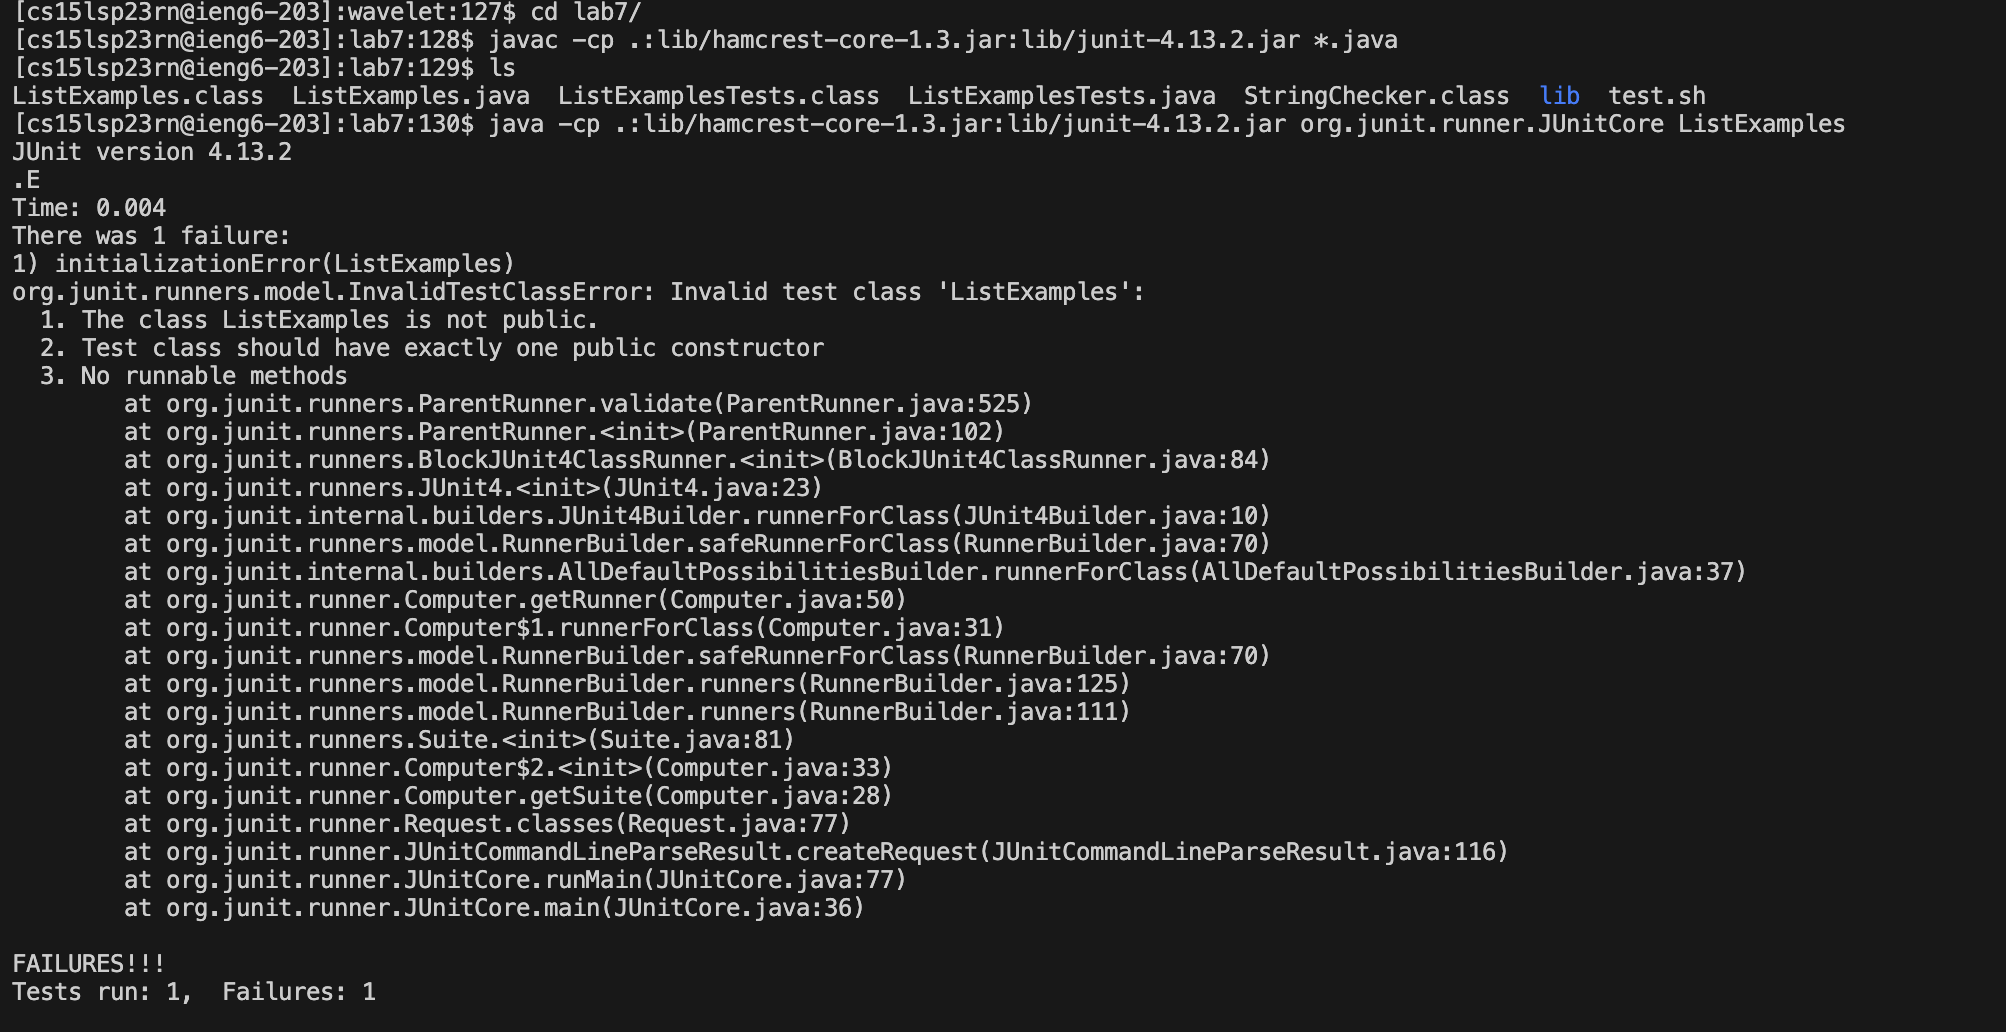 [cs15lsp23rn@ieng6-203]:wavelet:127$ cd lab7/
[cs15lsp23rn@ieng6-203]:lab7:128$ javac -cp .:lib/hamcrest-core-1.3.jar:lib/junit-4.13.2.jar *.java
[cs15lsp23rn@ieng6-203]:lab7:129$ ls
ListExamples.class  ListExamples.java  ListExamplesTests.class  ListExamplesTests.java  StringChecker.class  lib  test.sh
[cs15lsp23rn@ieng6-203]:lab7:130$ java -cp .:lib/hamcrest-core-1.3.jar:lib/junit-4.13.2.jar org.junit.runner.JUnitCore ListExamples
JUnit version 4.13.2
.E
Time: 0.004
There was 1 failure:
1) initializationError(ListExamples)
org.junit.runners.model.InvalidTestClassError: Invalid test class 'ListExamples':
  1. The class ListExamples is not public.
  2. Test class should have exactly one public constructor
  3. No runnable methods
        at org.junit.runners.ParentRunner.validate(ParentRunner.java:525)
        at org.junit.runners.ParentRunner.<init>(ParentRunner.java:102)
        at org.junit.runners.BlockJUnit4ClassRunner.<init>(BlockJUnit4ClassRunner.java:84)
        at org.junit.runners.JUnit4.<init>(JUnit4.java:23)
        at org.junit.internal.builders.JUnit4Builder.runnerForClass(JUnit4Builder.java:10)
        at org.junit.runners.model.RunnerBuilder.safeRunnerForClass(RunnerBuilder.java:70)
        at org.junit.internal.builders.AllDefaultPossibilitiesBuilder.runnerForClass(AllDefaultPossibilitiesBuilder.java:37)
        at org.junit.runner.Computer.getRunner(Computer.java:50)
        at org.junit.runner.Computer$1.runnerForClass(Computer.java:31)
        at org.junit.runners.model.RunnerBuilder.safeRunnerForClass(RunnerBuilder.java:70)
        at org.junit.runners.model.RunnerBuilder.runners(RunnerBuilder.java:125)
        at org.junit.runners.model.RunnerBuilder.runners(RunnerBuilder.java:111)
        at org.junit.runners.Suite.<init>(Suite.java:81)
        at org.junit.runner.Computer$2.<init>(Computer.java:33)
        at org.junit.runner.Computer.getSuite(Computer.java:28)
        at org.junit.runner.Request.classes(Request.java:77)
        at org.junit.runner.JUnitCommandLineParseResult.createRequest(JUnitCommandLineParseResult.java:116)
        at org.junit.runner.JUnitCore.runMain(JUnitCore.java:77)
        at org.junit.runner.JUnitCore.main(JUnitCore.java:36)

FAILURES!!!
Tests run: 1,  Failures: 1